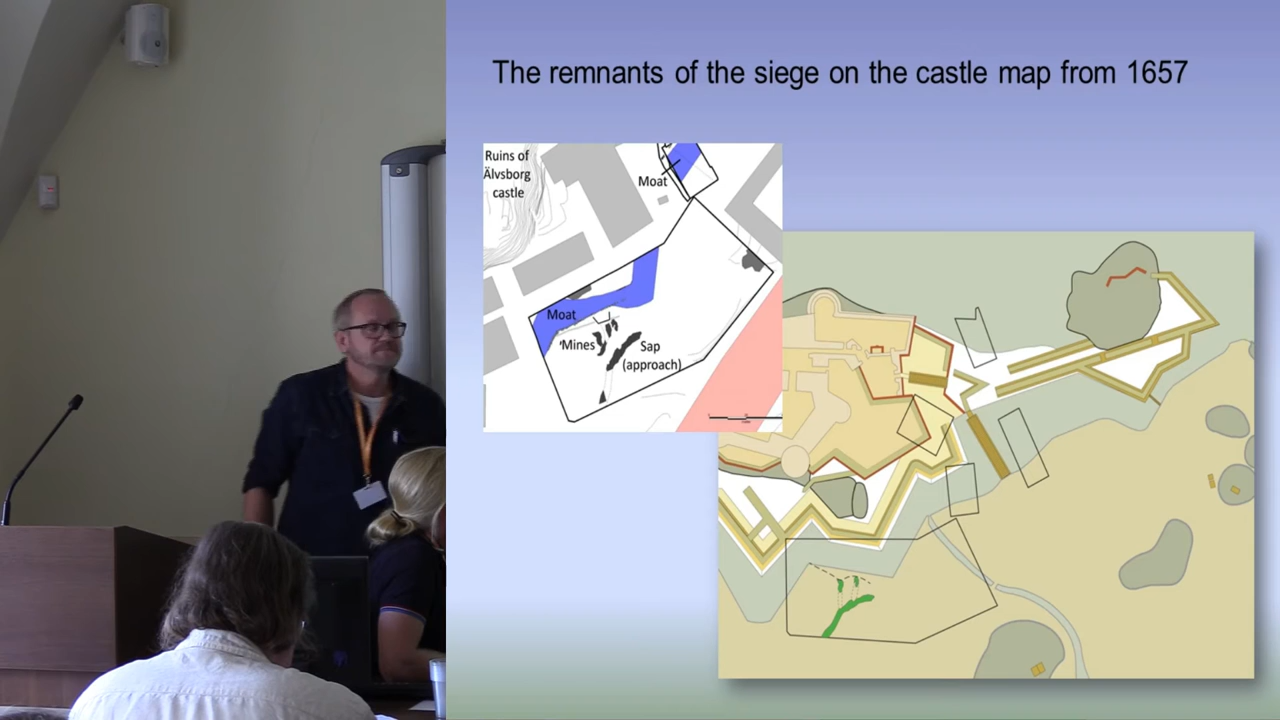 The remnants of the siege on the castle map from 1657
Ruins of
Älvsborg
castle
Moat
Moat
'Mines
Sap
(approach)